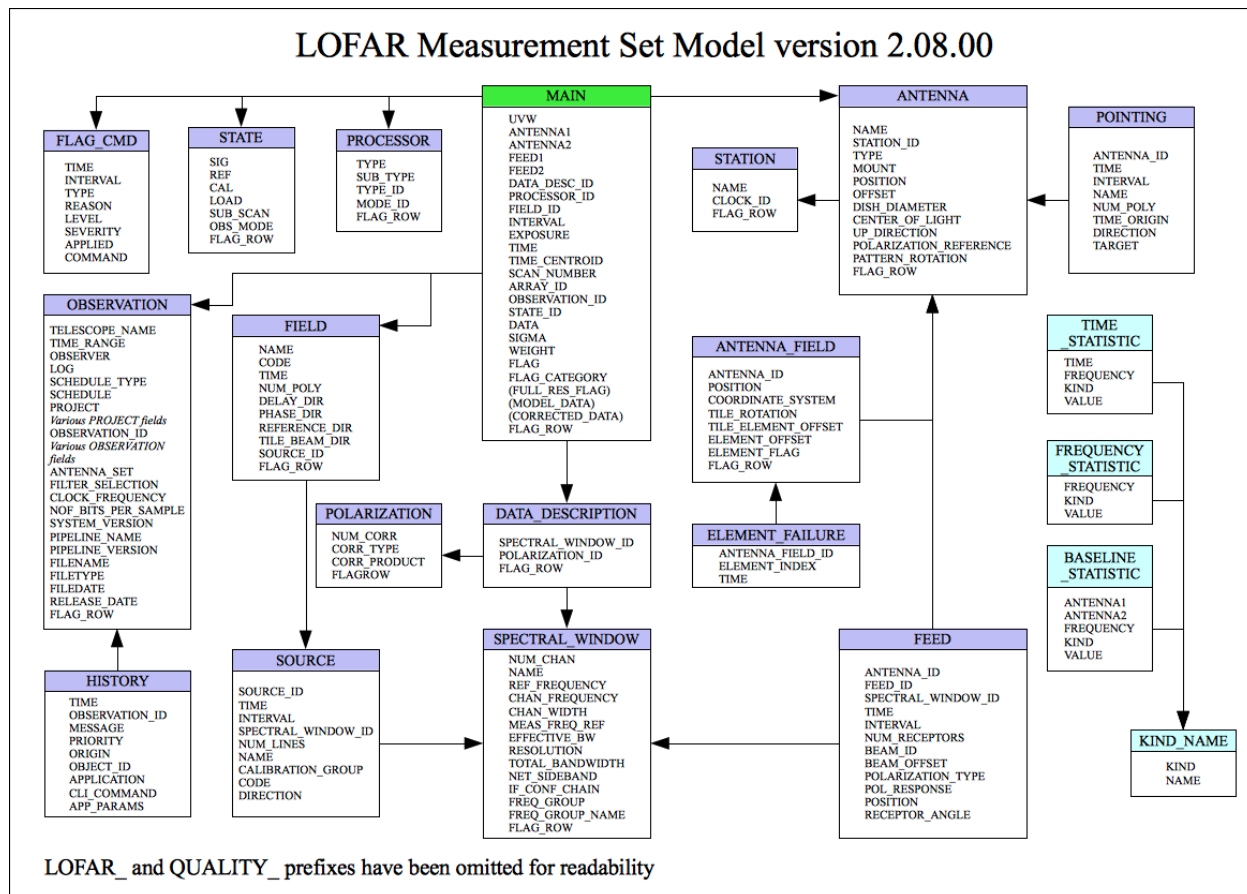 LOFAR Measurement Set Model version 2.08.00
MAIN
UVW
ANTENNA1
ANTENNA2
FEED1
FEED2
DATA_DESC_ID
PROCESSOR_ID
FIELD_ID
INTERVAL
EXPOSURE
TIME
TIME_CENTROID
SCAN_NUMBER
ARRAY_ID
OBSERVATION_ID
STATE_ID
DATA
SIGMA
WEIGHT
FLAG
FLAG_CATEGORY
(FULL_RES_FLAG)
(MODEL_DATA)
(CORRECTED_DATA)
FLAG_ROW
ANTENNA
NAME
STATION_ID
TYPE
MOUNT
POSITION
OFFSET
DISH_DIAMETER
CENTER_OF_LIGHT
UP_DIRECTION
POLARIZATION_REFERENCE
PATTERN_ROTATION
FLAG_ROW
POINTING
ANTENNA_ID
TIME
INTERVAL
NAME
NUM_POLY
TIME_ORIGIN
DIRECTION
TARGET
FLAG_CMD
TIME
INTERVAL
TYPE
REASON
LEVEL
SEVERITY
APPLIED
COMMAND
STATE
SIG
REF
CAL
LOAD
SUB_SCAN
OBS_MODE
FLAG_ROW
PROCESSOR
TYPE
SUB_TYPE
TYPE_ID
MODE_ID
FLAG_ROW
STATION
NAME
CLOCK_ID
FLAG_ROW
OBSERVATION
TELESCOPE_NAME
TIME_RANGE
OBSERVER
LOG
SCHEDULE_TYPE
SCHEDULE
PROJECT
Various PROJECT fields
OBSERVATION_ID
Various OBSERVATION
fields
ANTENNA_SET
FILTER_SELECTION
CLOCK_FREQUENCY
NOF_BITS_PER_SAMPLE
SYSTEM_VERSION
PIPELINE_NAME
PIPELINE_VERSION
FILENAME
FILETYPE
FILEDATE
RELEASE_DATE
FLAG_ROW
FIELD
NAME
CODE
TIME
NUM_POLY
DELAY_DIR
PHASE_DIR
REFERENCE_DIR
TILE_BEAM_DIR
SOURCE_ID
FLAG_ROW
ANTENNA_FIELD
ANTENNA_ID
POSITION
COORDINATE_SYSTEM
TILE_ROTATION
TILE_ELEMENT_OFFSET
ELEMENT_OFFSET
ELEMENT_FLAG
FLAG_ROW
TIME
_STATISTIC
TIME
FREQUENCY
KIND
VALUE
FREQUENCY
_STATISTIC
FREQUENCY
KIND
VALUE
POLARIZATION
NUM_CORR
CORR_TYPE
CORR_PRODUCT
FLAGROW
DATA_DESCRIPTION
SPECTRAL_WINDOW_ID
POLARIZATION_ID
FLAG_ROW
ELEMENT_FAILURE
ANTENNA_FIELD_ID
ELEMENT_INDEX
TIME
BASELINE
_STATISTIC
ANTENNA1
ANTENNA2
FREQUENCY
KIND
VALUE
HISTORY
TIME
OBSERVATION_ID
MESSAGE
PRIORITY
ORIGIN
OBJECT_ID
APPLICATION
CLI_COMMAND
APP_PARAMS
SOURCE
SOURCE_ID
TIME
INTERVAL
SPECTRAL_WINDOW_ID
NUM_LINES
NAME
CALIBRATION_GROUP
CODE
DIRECTION
SPECTRAL_WINDOW
NUM_CHAN
NAME
REF_FREQUENCY
CHAN_FREQUENCY
CHAN_WIDTH
MEAS_FREQ_REF
EFFECTIVE_BW
RESOLUTION
TOTAL_BANDWIDTH
NET_SIDEBAND
IF_CONF_CHAIN
FREQ_GROUP
FREQ_GROUP_NAME
FLAG_ROW
FEED
ANTENNA_ID
FEED_ID
SPECTRAL_WINDOW_ID
TIME
INTERVAL
NUM_RECEPTORS
BEAM_ID
BEAM_OFFSET
POLARIZATION_TYPE
POL_RESPONSE
POSITION
RECEPTOR_ANGLE
KIND_NAME
KIND
NAME
LOFAR_ and QUALITY_ prefixes have been omitted for readability